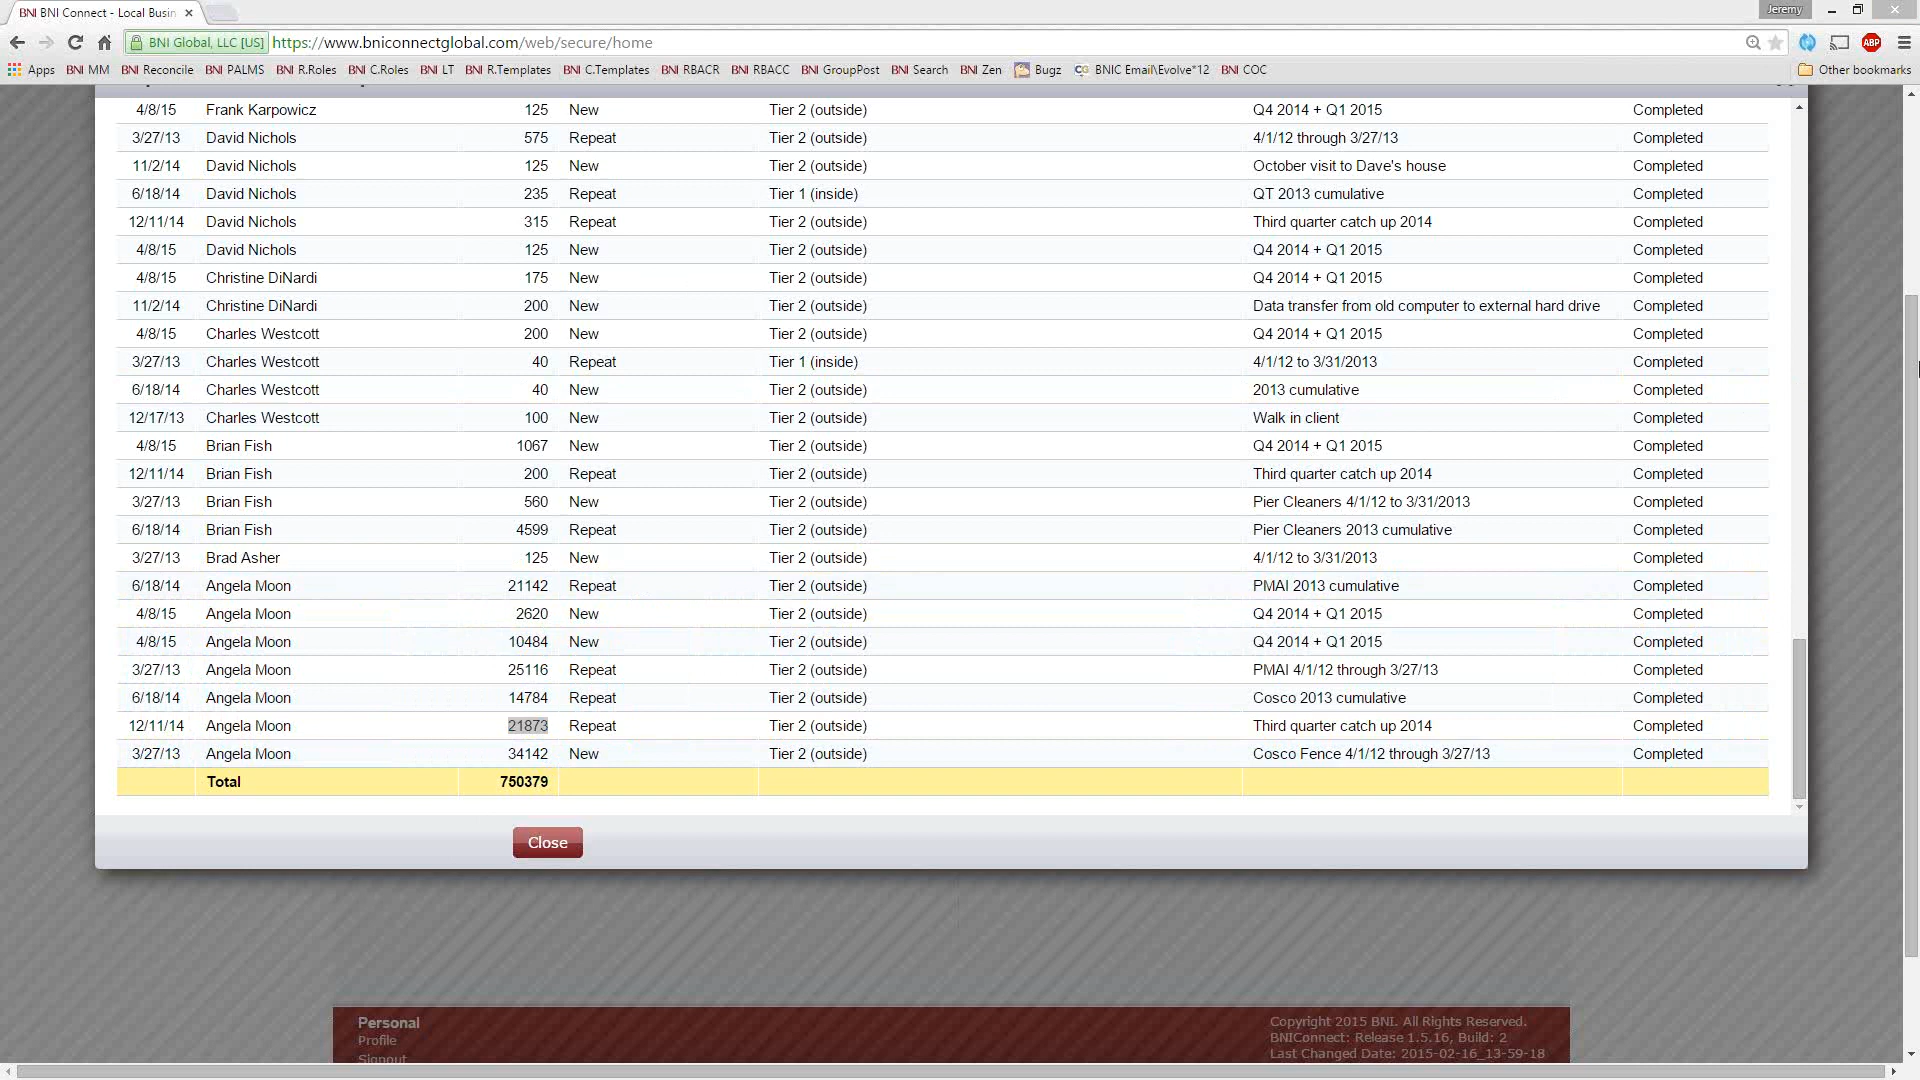 BNI BNI Connect - Local Busin
Jeremy
BNI Global, LLC [US] https://www.bniconnectglobal.com/web/secure/home
ABP
Apps BNI MM BNI Reconcile BNI PALMS BNI R.Roles BNI C.Roles BNI LT BNI R.Templates BNI C.Templates BNI RBACR BNI RBACC BNI GroupPost BNI Search BNI Zen Bugz CG BNIC Email\Evolve*12 BNI COC Other bookmarks
4/8/15 Frank Karpowicz 125 New Tier 2 (outside) Q4 2014 + Q1 2015 Completed
3/27/13 David Nichols 575 Repeat Tier 2 (outside) 4/1/12 through 3/27/13 Completed
11/2/14 David Nichols 125 New Tier 2 (outside) October visit to Dave's house Completed
6/18/14 David Nichols 235 Repeat Tier 1 (inside) QT 2013 cumulative Completed
12/11/14 David Nichols 315 Repeat Tier 2 (outside) Third quarter catch up 2014 Completed
4/8/15 David Nichols 125 New Tier 2 (outside) Q4 2014 + Q1 2015 Completed
4/8/15 Christine DiNardi 175 New Tier 2 (outside) Q4 2014 + Q1 2015 Completed
11/2/14 Christine DiNardi 200 New Tier 2 (outside) Data transfer from old computer to external hard drive Completed
4/8/15 Charles Westcott 200 New Tier 2 (outside) Q4 2014 + Q1 2015 Completed
3/27/13 Charles Westcott 40 Repeat Tier 1 (inside) 4/1/12 to 3/31/2013 Completed
6/18/14 Charles Westcott 40 New Tier 2 (outside) 2013 cumulative Completed
12/17/13 Charles Westcott 100 New Tier 2 (outside) Walk in client Completed
4/8/15 Brian Fish 1067 New Tier 2 (outside) Q4 2014 + Q1 2015 Completed
12/11/14 Brian Fish 200 Repeat Tier 2 (outside) Third quarter catch up 2014 Completed
3/27/13 Brian Fish 560 New Tier 2 (outside) Pier Cleaners 4/1/12 to 3/31/2013 Completed
6/18/14 Brian Fish 4599 Repeat Tier 2 (outside) Pier Cleaners 2013 cumulative Completed
3/27/13 Brad Asher 125 New Tier 2 (outside) 4/1/12 to 3/31/2013 Completed
6/18/14 Angela Moon 21142 Repeat Tier 2 (outside) PMAI 2013 cumulative Completed
4/8/15 Angela Moon 2620 New Tier 2 (outside) Q4 2014 + Q1 2015 Completed
4/8/15 Angela Moon 10484 New Tier 2 (outside) Q4 2014 + Q1 2015 Completed
3/27/13 Angela Moon 25116 Repeat Tier 2 (outside) PMAI 4/1/12 through 3/27/13 Completed
6/18/14 Angela Moon 14784 Repeat Tier 2 (outside) Cosco 2013 cumulative Completed
12/11/14 Angela Moon 21873 Repeat Tier 2 (outside) Third quarter catch up 2014 Completed
3/27/13 Angela Moon 34142 New Tier 2 (outside) Cosco Fence 4/1/12 through 3/27/13 Completed
Total 750379
Close
Personal
Profile
Signout
Copyright 2015 BNI. All Rights Reserved.
BNIConnect: Release 1.5.16, Build: 2
Last Changed Date: 2015-02-16_13-59-18